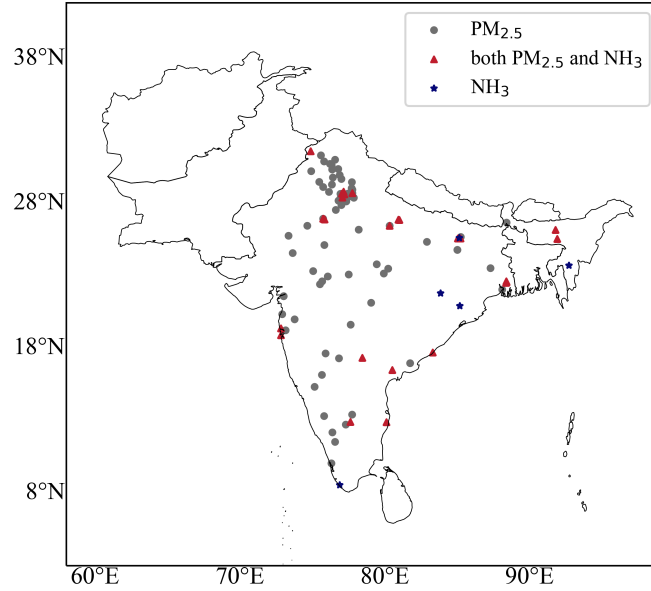 PM₂.₅
both PM₂.₅ and NH₃
NH₃
38°N
28°N
18°N
8°N
60°E
70°E
80°E
90°E